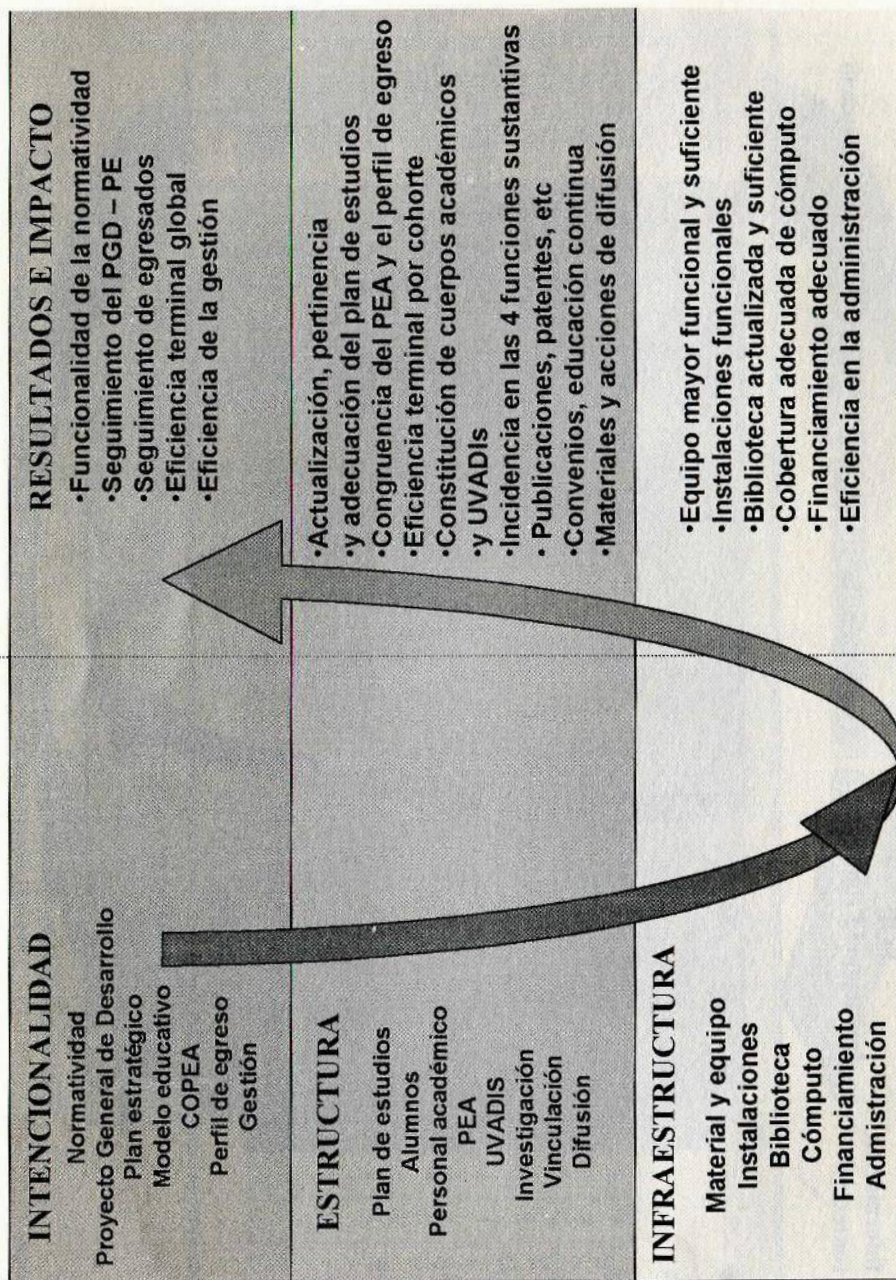 INTENCIONALIDAD
Normatividad
Proyecto General de Desarrollo
Plan estratégico
Modelo educativo
COPEA
Perfil de egreso
Gestión
RESULTADOS E IMPACTO
•Funcionalidad de la normatividad
•Seguimiento del PGD – PE
•Seguimiento de egresados
•Eficiencia terminal global
•Eficiencia de la gestión
ESTRUCTURA
Plan de estudios
Alumnos
Personal académico
PEA
UVADIS
Investigación
Vinculación
Difusión
•Actualización, pertinencia
•y adecuación del plan de estudios
•Congruencia del PEA y el perfil de egreso
•Eficiencia terminal por cohorte
•Constitución de cuerpos académicos
•y UVADIs
•Incidencia en las 4 funciones sustantivas
• Publicaciones, patentes, etc
•Convenios, educación continua
•Materiales y acciones de difusión
INFRAESTRUCTURA
Material y equipo
Instalaciones
Biblioteca
Cómputo
Financiamiento
Admistración
•Equipo mayor funcional y suficiente
•Instalaciones funcionales
•Biblioteca actualizada y suficiente
•Cobertura adecuada de cómputo
•Financiamiento adecuado
•Eficiencia en la administración